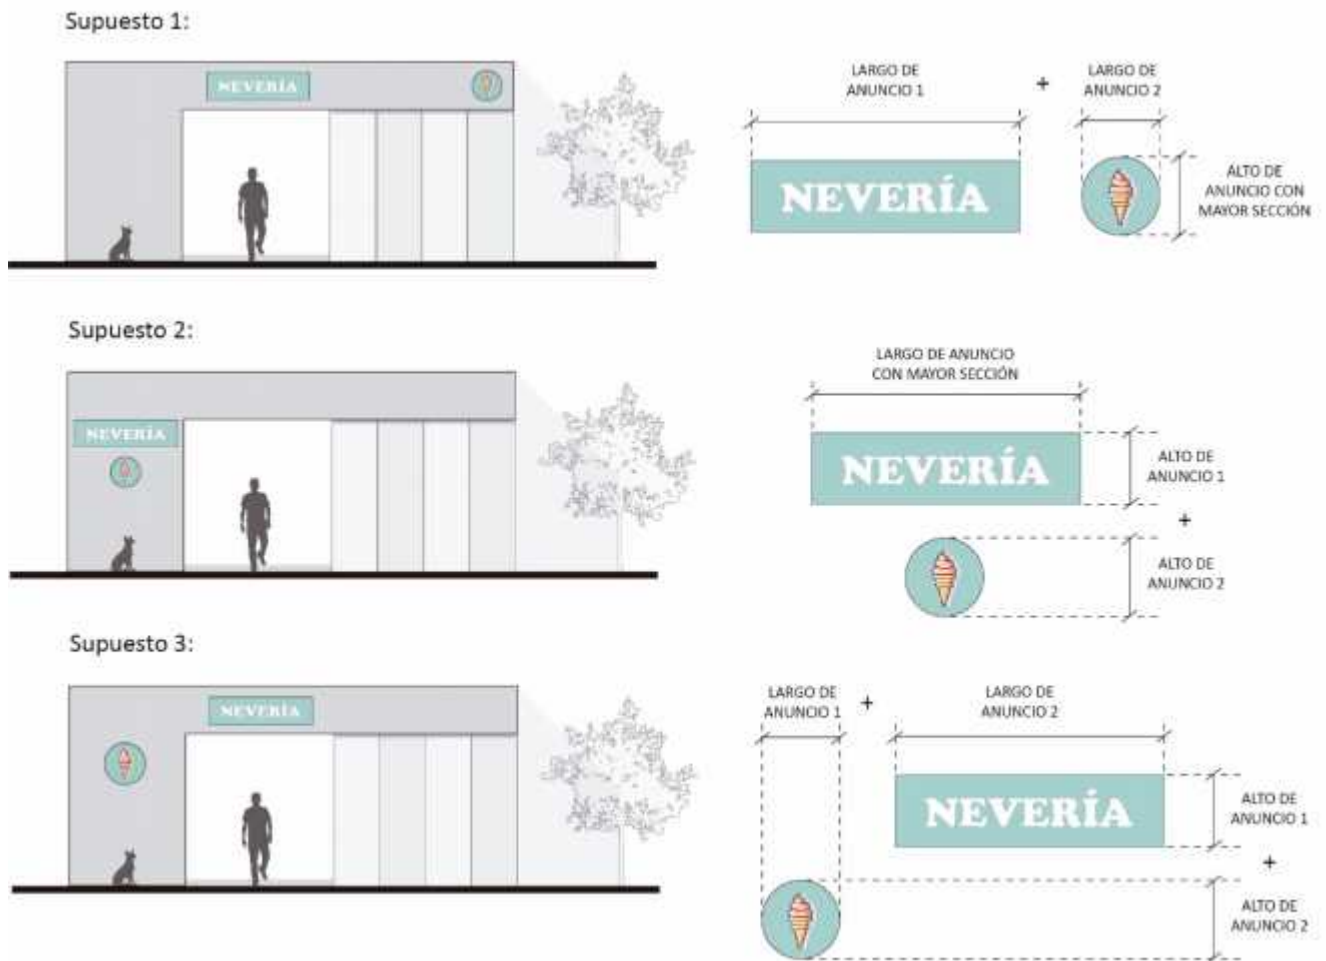 Supuesto 1:
NEVERÍA
LARGO DE
ANUNCIO 1
+
LARGO DE
ANUNCIO 2
NEVERÍA
ALTO DE
ANUNCIO CON
MAYOR SECCIÓN
Supuesto 2:
NEVERÍA
LARGO DE ANUNCIO
CON MAYOR SECCIÓN
NEVERÍA
ALTO DE
ANUNCIO 1
+
ALTO DE
ANUNCIO 2
Supuesto 3:
NEVERÍA
LARGO DE
ANUNCIO 1
+
LARGO DE
ANUNCIO 2
NEVERÍA
ALTO DE
ANUNCIO 1
+
ALTO DE
ANUNCIO 2